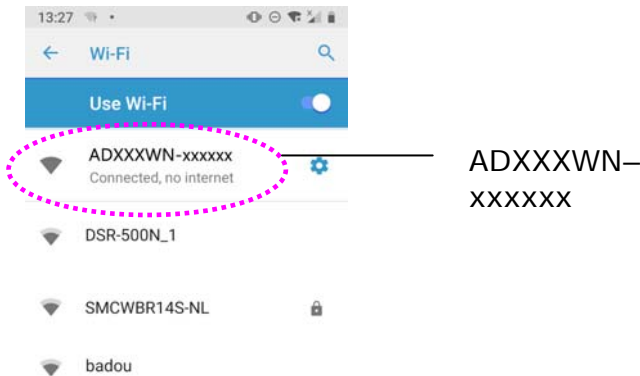 13:27
Wi-Fi
Use Wi-Fi
ADXXXWN-xxxxxx
Connected, no internet
ADXXXWN–
xxxxxx
DSR-500N_1
SMCWBR14S-NL
badou